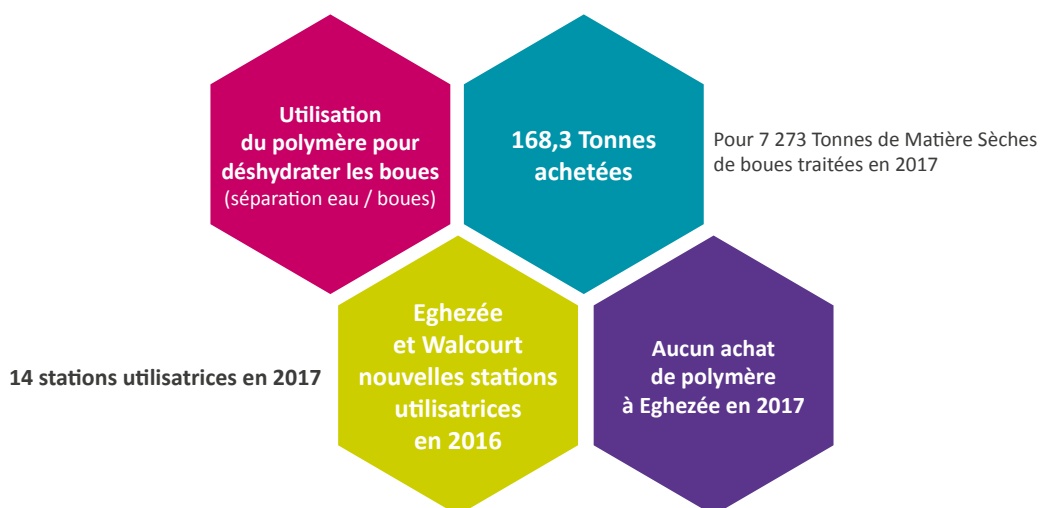 Utilisation
du polymère pour
déshydrater les boues
(séparation eau / boues)
168,3 Tonnes
achetées
Pour 7 273 Tonnes de Matière Sèches
de boues traitées en 2017
14 stations utilisatrices en 2017
Eghezée
et Walcourt
nouvelles stations
utilisatrices
en 2016
Aucun achat
de polymère
à Eghezée en 2017